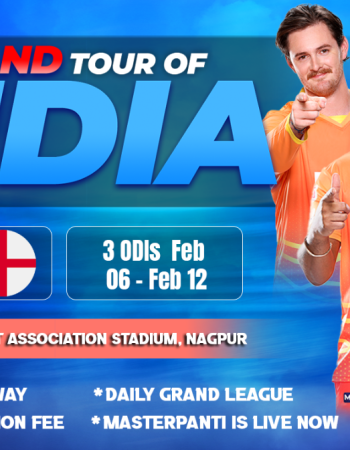 ND TOUR OF
DIA
3 ODIs Feb
06 - Feb 12
T ASSOCIATION STADIUM, NAGPUR
WAY
* DAILY GRAND LEAGUE
ON FEE
* MASTERPANTI IS LIVE NOW
M